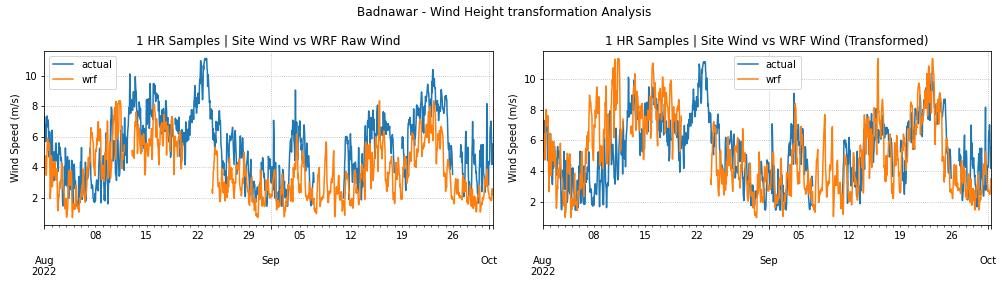 Badnawar - Wind Height transformation Analysis
1 HR Samples | Site Wind vs WRF Raw Wind
Wind Speed (m/s)
10
8
6
4
2
actual
wrf
08
15
22
29
05
12
19
26
Aug
2022
Sep
Oct
1 HR Samples | Site Wind vs WRF Wind (Transformed)
Wind Speed (m/s)
10
8
6
4
2
actual
wrf
08
15
22
29
05
12
19
26
Aug
2022
Sep
Oct